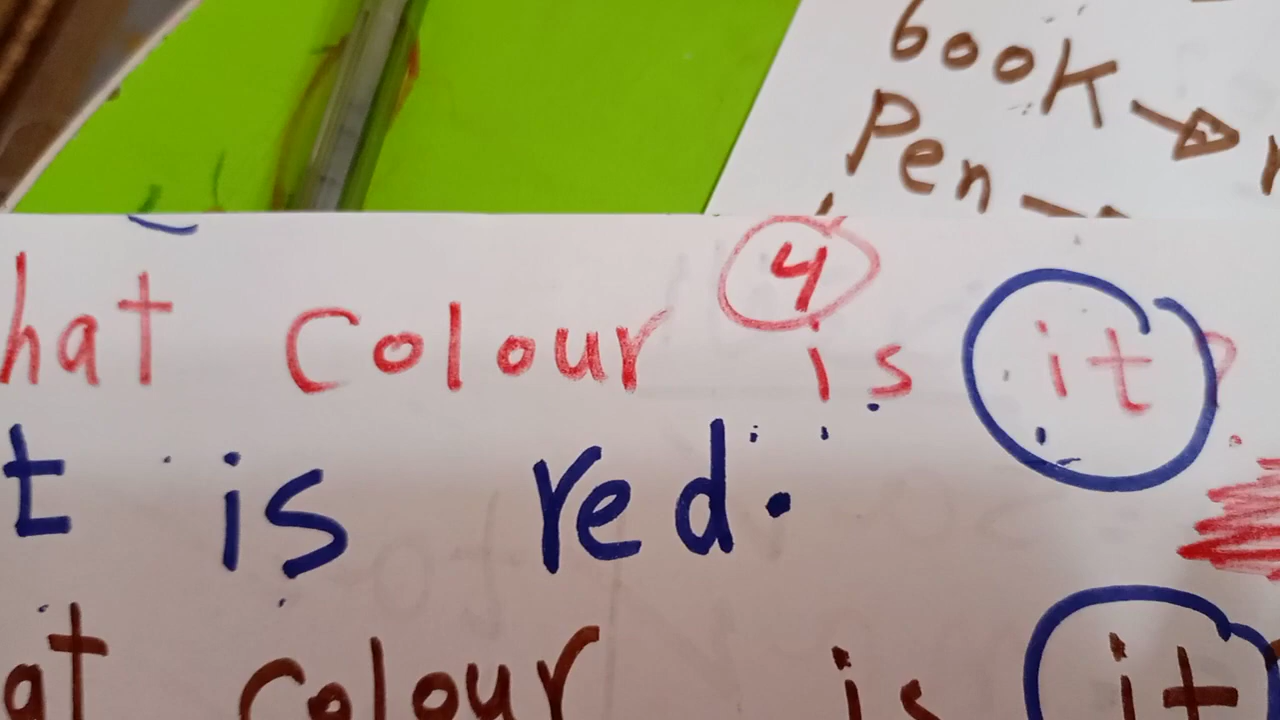 book →
Pen
4
hat Colour is it?
t is red.
at colour is it